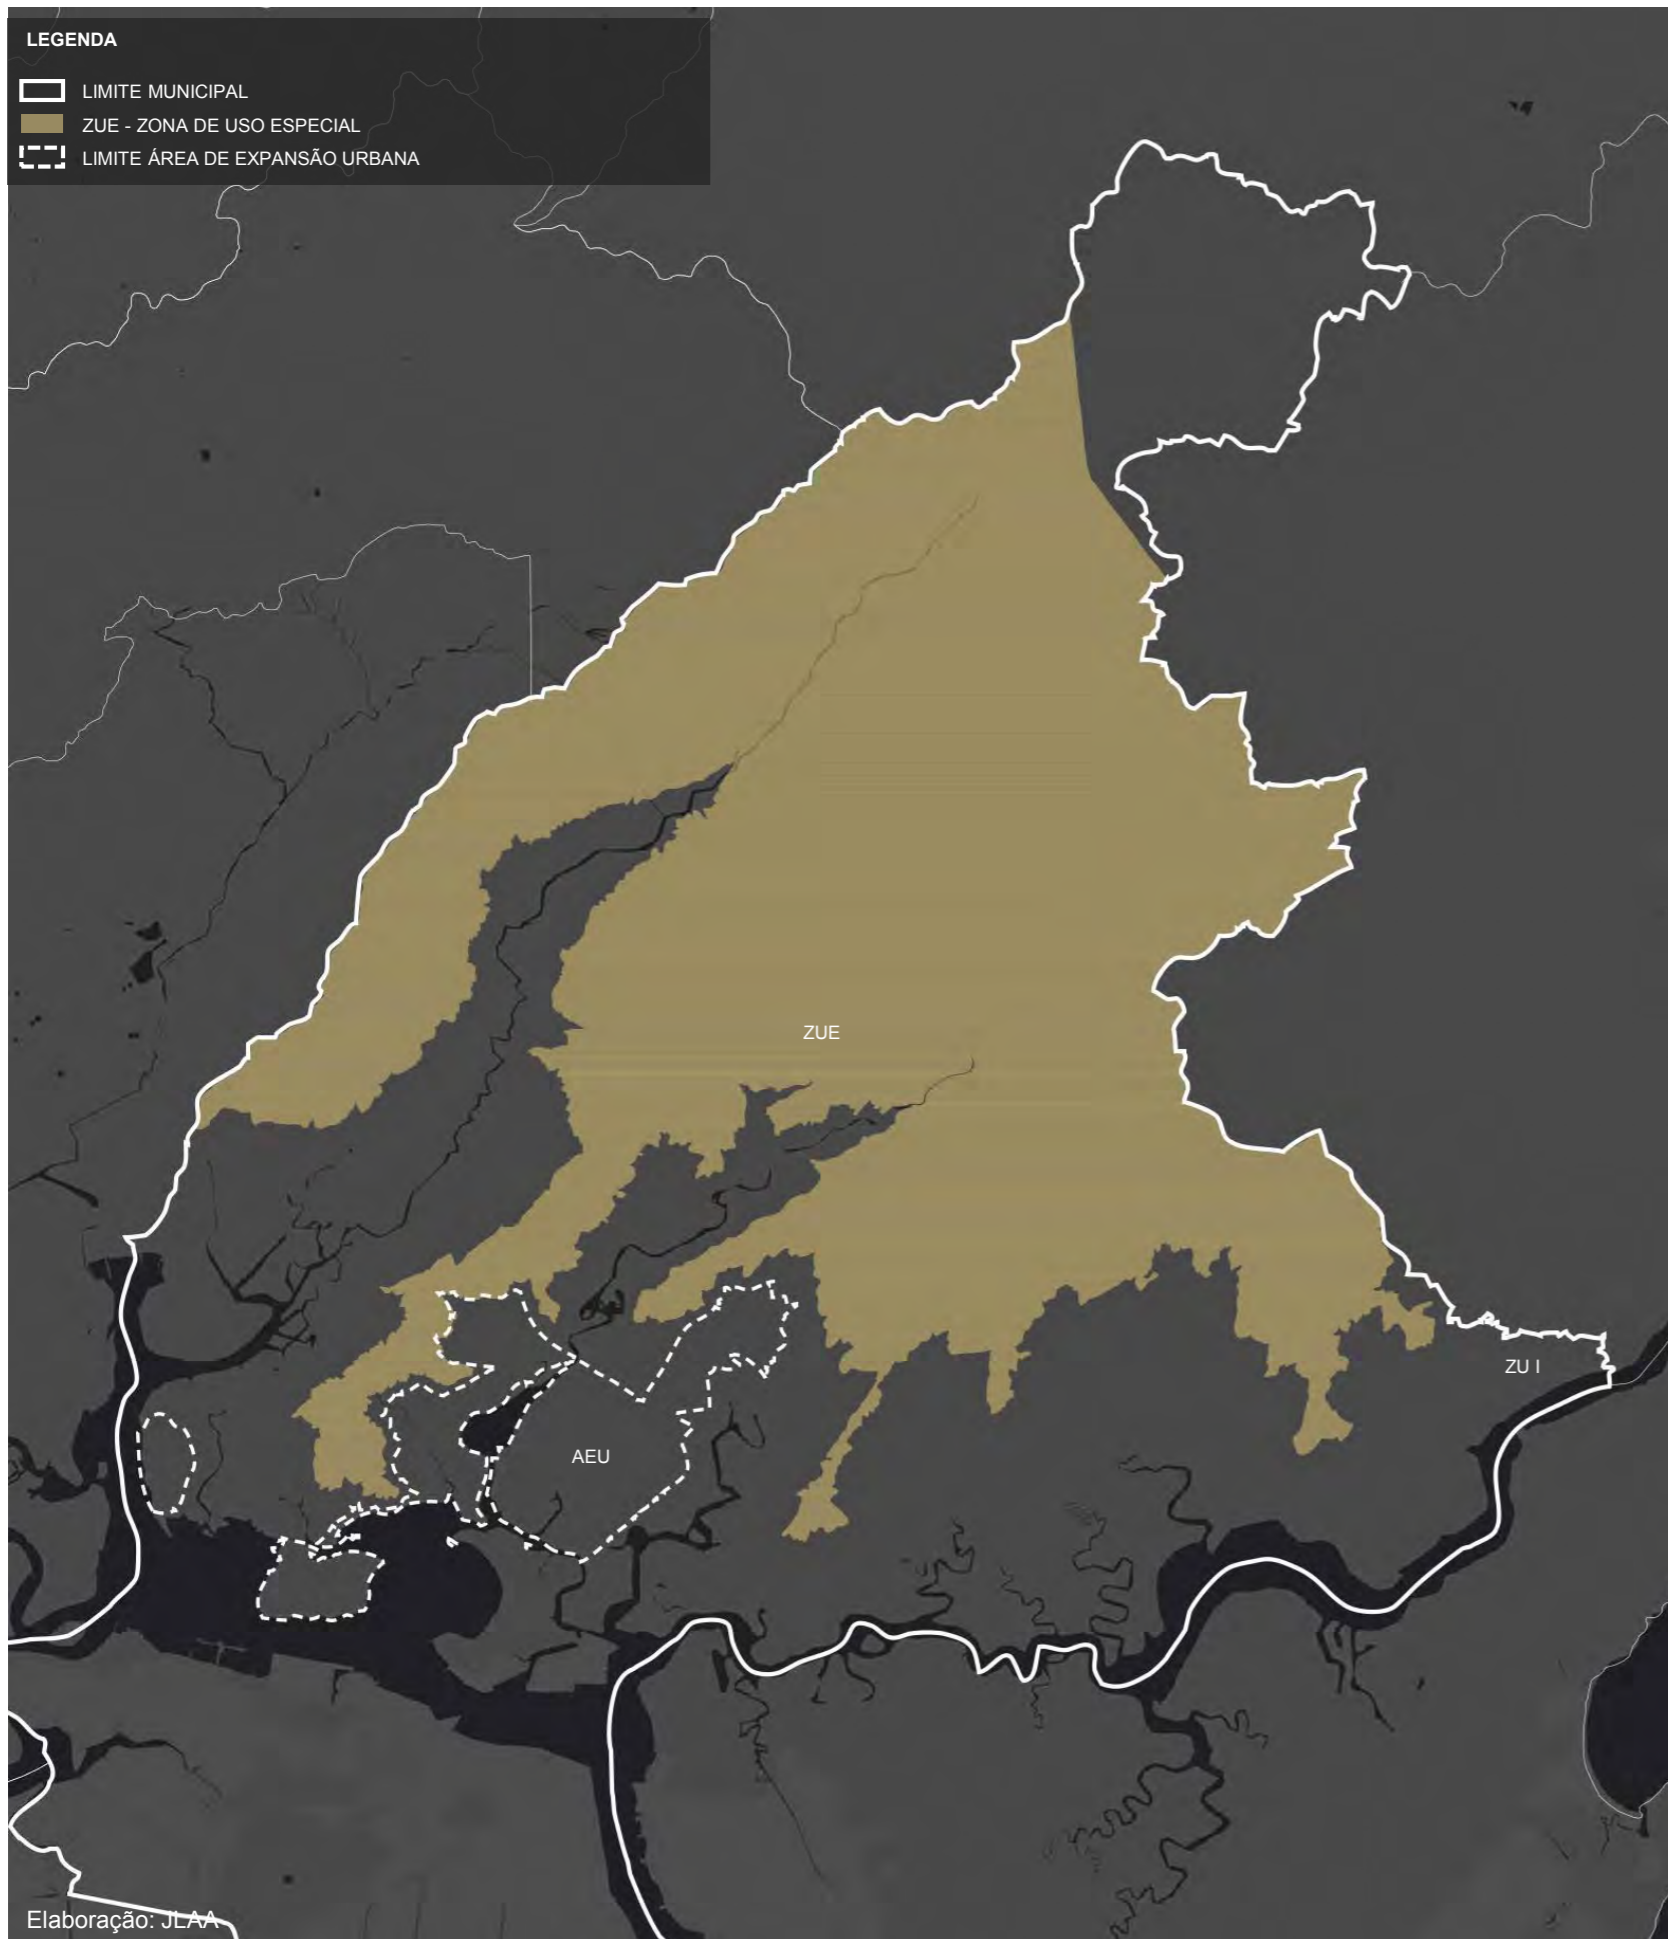 LEGENDA
LIMITE MUNICIPAL
ZUE - ZONA DE USO ESPECIAL
LIMITE ÁREA DE EXPANSÃO URBANA
ZUE
ZU I
AEU
Elaboração: JLAA